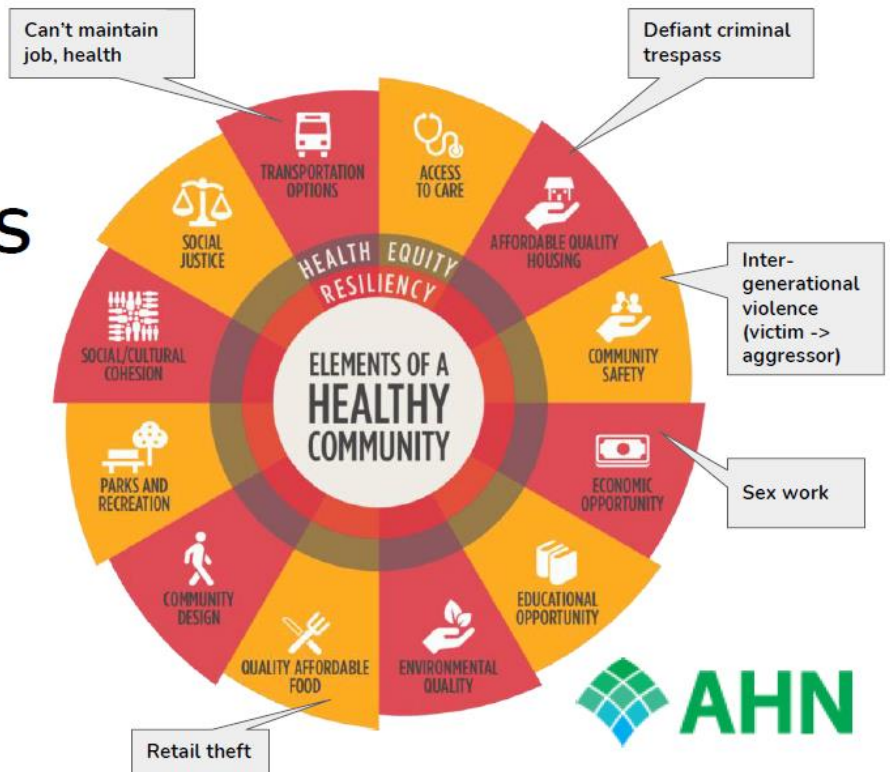 Can't maintain
job, health
Defiant criminal
trespass
S
TRANSPORTATION
OPTIONS
ACCESS
TO CARE
SOCIAL
JUSTICE
AFFORDABLE QUALITY
HOUSING
HEALTH EQUITY
RESILIENCY
Inter-
generational
violence
(victim ->
aggressor)
SOCIAL/CULTURAL
COHESION
COMMUNITY
SAFETY
ELEMENTS OF A
HEALTHY
COMMUNITY
PARKS AND
RECREATION
ECONOMIC
OPPORTUNITY
Sex work
COMMUNITY
DESIGN
EDUCATIONAL
OPPORTUNITY
QUALITY AFFORDABLE
FOOD
ENVIRONMENTAL
QUALITY
AHN
Retail theft